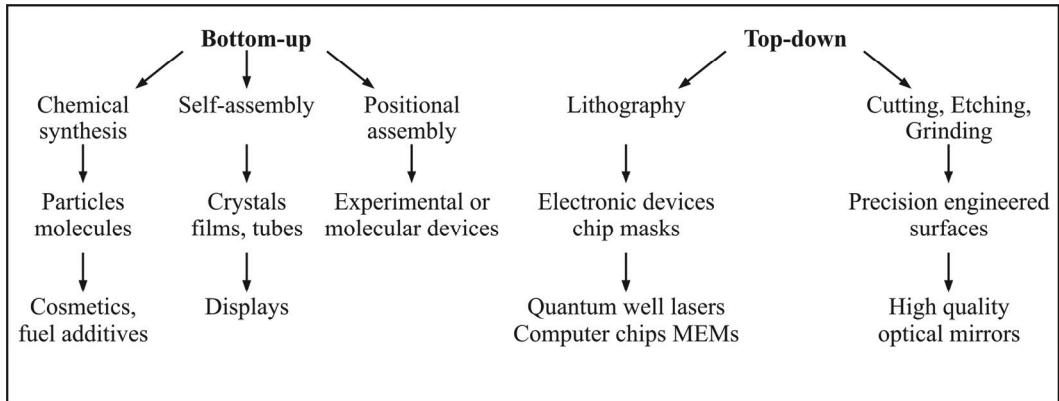 Bottom-up
Top-down
Chemical
synthesis
Self-assembly
Positional
assembly
Lithography
Cutting, Etching,
Grinding
Particles
molecules
Crystals
films, tubes
Experimental or
molecular devices
Electronic devices
chip masks
Precision engineered
surfaces
Cosmetics,
fuel additives
Displays
Quantum well lasers
Computer chips MEMs
High quality
optical mirrors